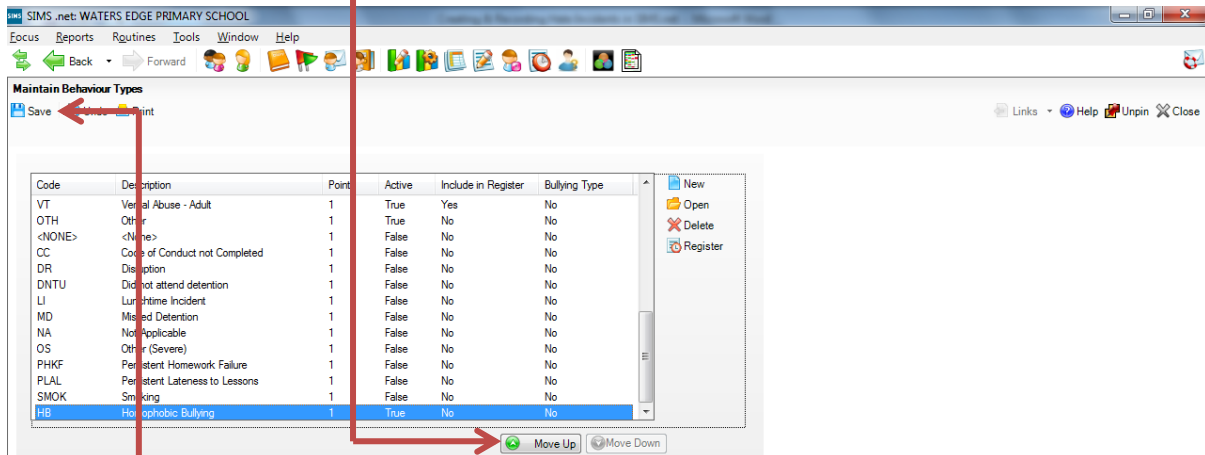 SIMS SIMS .net: WATERS EDGE PRIMARY SCHOOL
Focus Reports Routines Tools Window Help
Back Forward
Maintain Behaviour Types
Save Undo Print Links Help Unpin Close
Code Description Point Active Include in Register Bullying Type New
VT Verbal Abuse - Adult 1 True Yes No Open
OTH Other 1 True No No Delete
<NONE> <None> 1 False No No Register
CC Code of Conduct not Completed 1 False No No
DR Disruption 1 False No No
DNTU Did not attend detention 1 False No No
LI Lunchtime Incident 1 False No No
MD Missed Detention 1 False No No
NA Not Applicable 1 False No No
OS Other (Severe) 1 False No No
PHKF Persistent Homework Failure 1 False No No
PLAL Persistent Lateness to Lessons 1 False No No
SMOK Smoking 1 False No No
HB Homophobic Bullying 1 True No No
Move Up Move Down